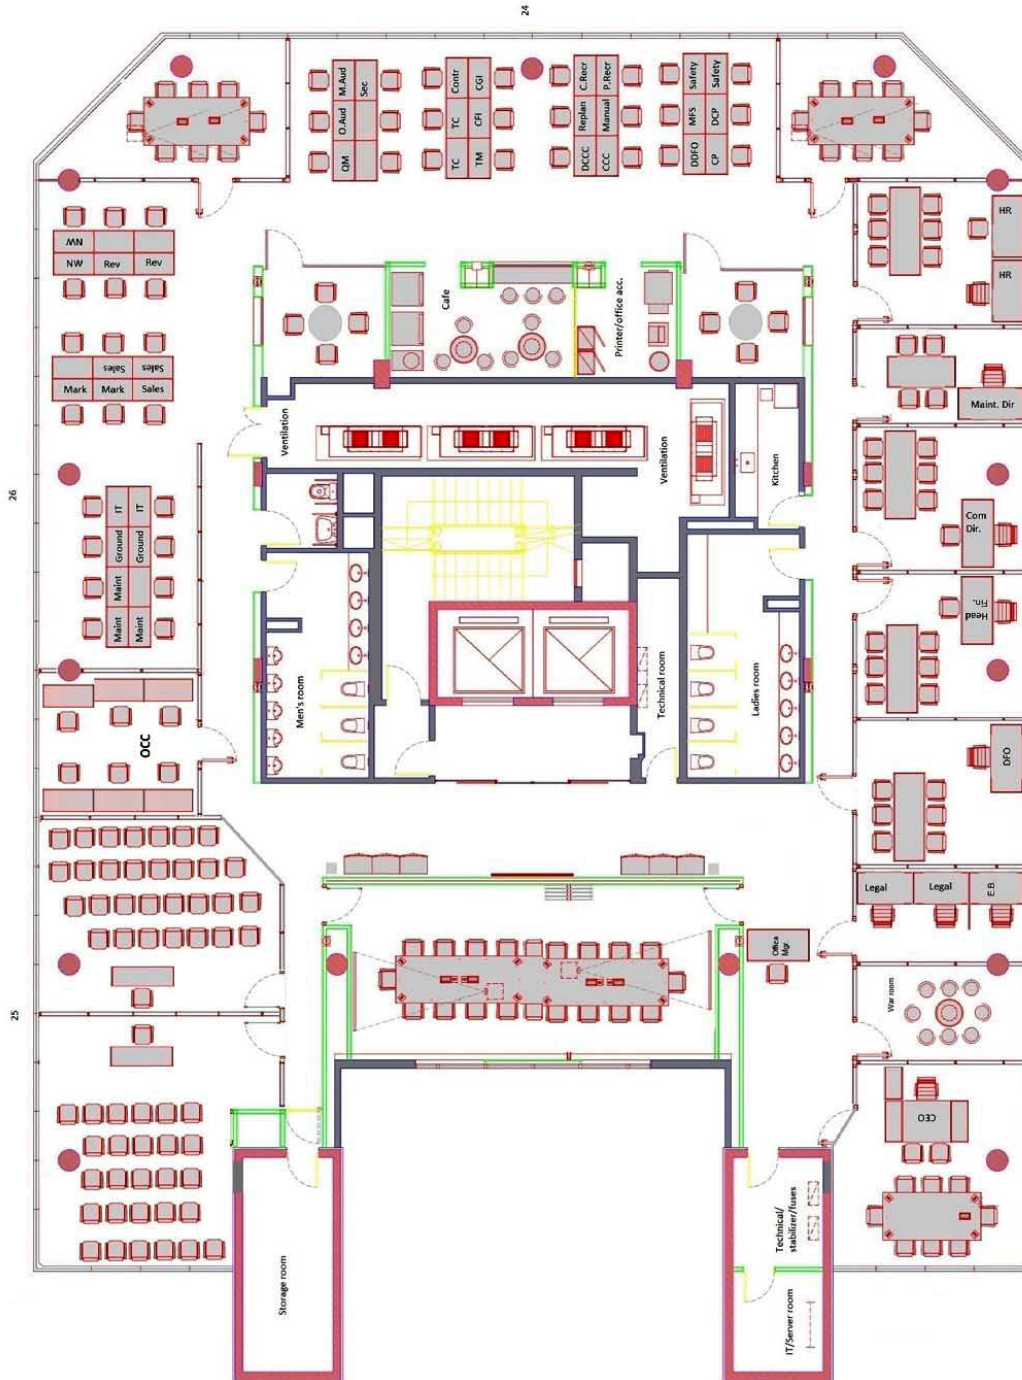 24
QM
O.Aud
M.Aud
Sec
TC
TC
Contr
TM
CFI
CGI
DCCC
Replan
C.Recr
CCC
Manual
P.Recr
DDFO
MFS
Safety
CP
DCP
Safety
NW
NW
Rev
Rev
Sales
Sales
Mark
Mark
Sales
Cafe
Printer/office acc.
HR
HR
Maint. Dir
Ventilation
Ventilation
Kitchen
Com
Dir.
26
IT
IT
Ground
Ground
Maint
Maint
Maint
Head
Fin.
Men's room
Technical room
Ladies room
OCC
DFO
Legal
Legal
E.B
Office
Mgr.
War room
25
CEO
Storage room
Technical/
stabilizer/fuses
IT/Server room